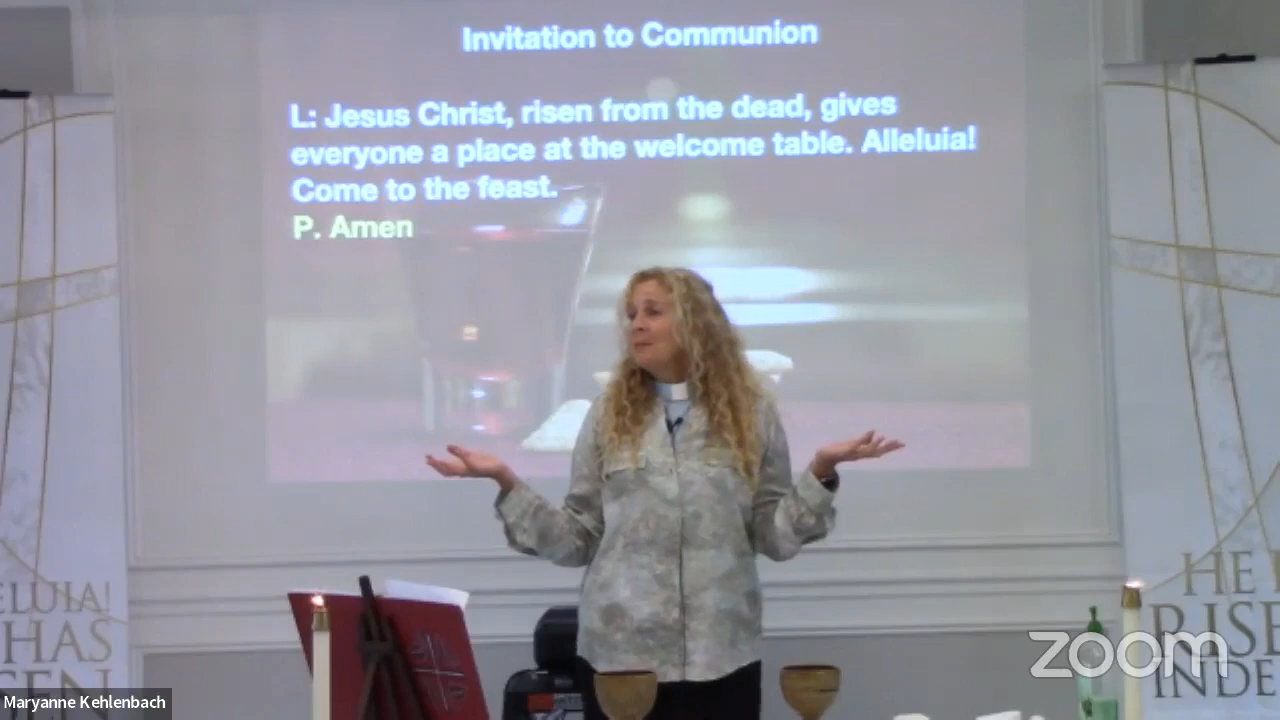 Invitation to Communion
L: Jesus Christ, risen from the dead, gives
everyone a place at the welcome table. Alleluia!
Come to the feast.
P. Amen
ELUIA!
HAS
SEN
HE
RISE
INDE
zoom
Maryanne Kehlenbach